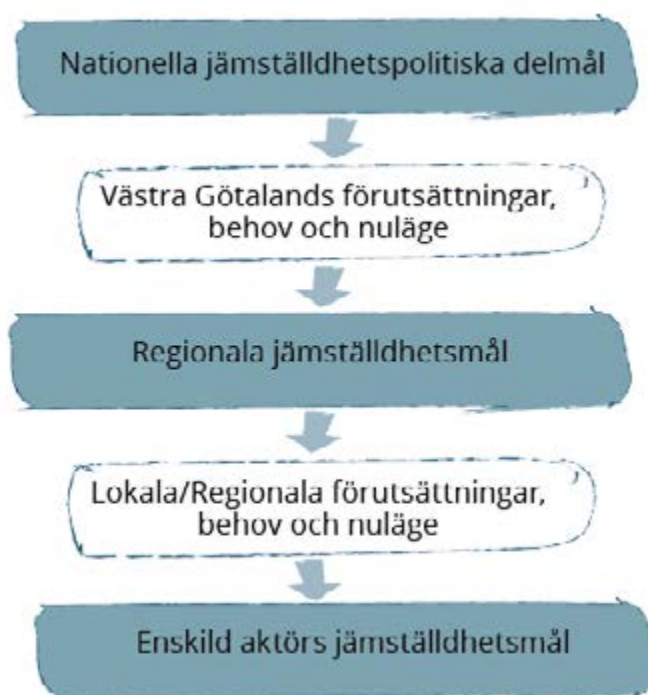 Nationella jämställdhetspolitiska delmål
Västra Götalands förutsättningar,
behov och nuläge
Regionala jämställdhetsmål
Lokala/Regionala förutsättningar,
behov och nuläge
Enskild aktörs jämställdhetsmål